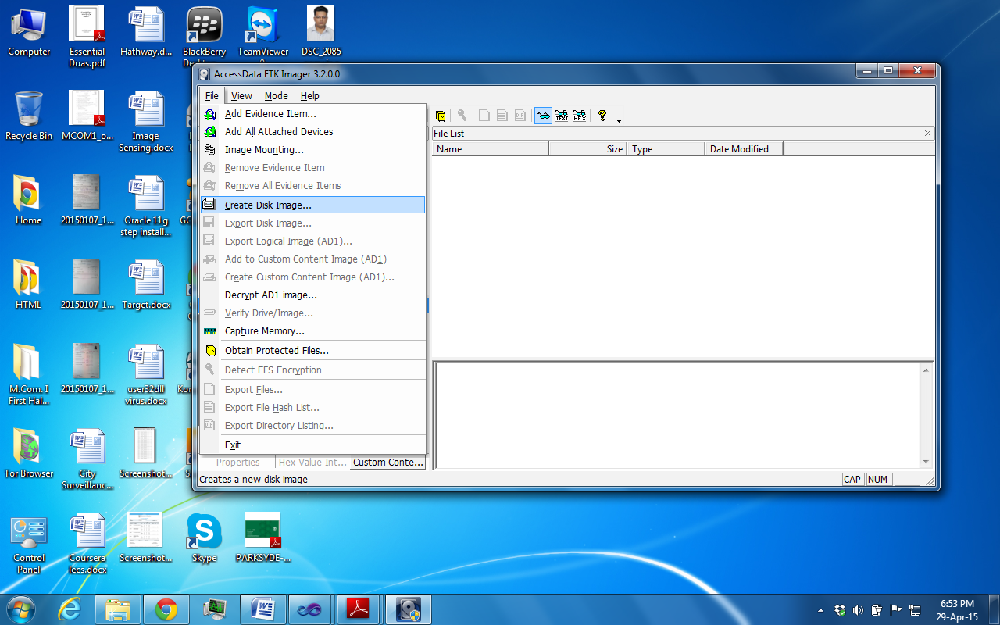 Computer
Essential
Duas.pdf
Hathway.d...
BlackBerry
TeamViewer
DSC_2085
Recycle Bin
MCOM1_o...
Image
Sensing.docx
Home
20150107_1...
Oracle 11g
step install...
HTML
20150107_1...
Target.docx
M.Com. I
First Hal...
20150107_1...
user32dll
virus.docx
Tor Browser
City
Surveillanc...
Screenshot...
Control
Panel
Coursera
lecs.docx
Screenshot...
Skype
PARKSYDE-...
AccessData FTK Imager 3.2.0.0
File View Mode Help
Add Evidence Item...
Add All Attached Devices
Image Mounting...
Remove Evidence Item
Remove All Evidence Items
Create Disk Image...
Export Disk Image...
Export Logical Image (AD1)...
Add to Custom Content Image (AD1)
Create Custom Content Image (AD1)...
Decrypt AD1 image...
Verify Drive/Image...
Capture Memory...
Obtain Protected Files...
Detect EFS Encryption
Export Files...
Export File Hash List...
Export Directory Listing...
Exit
TEXT HEX
File List
Name Size Type Date Modified
Properties Hex Value Int... Custom Conte...
Creates a new disk image
CAP NUM
6:53 PM
29-Apr-15